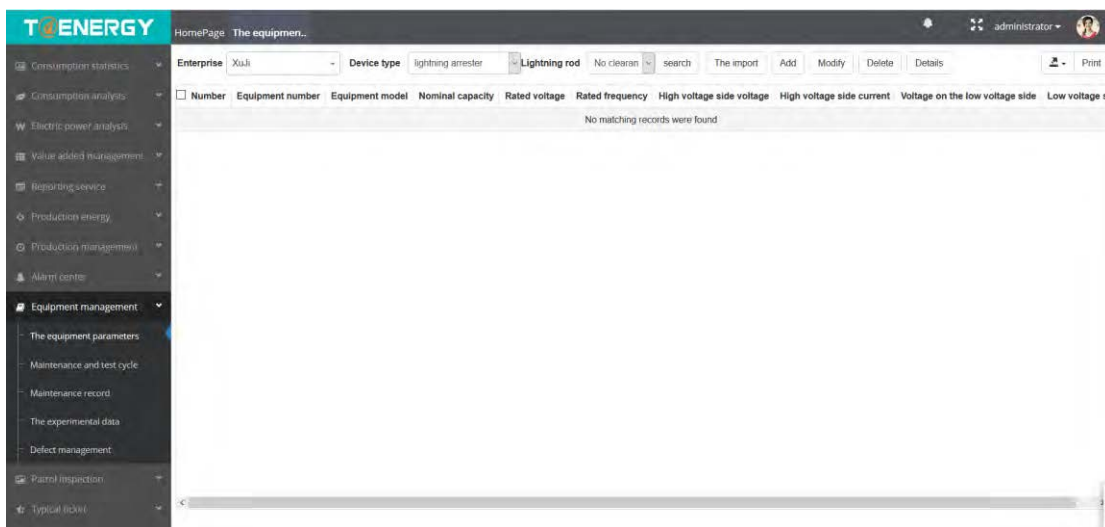 T@ENERGY
HomePage The equipmen..
administrator
Enterprise XuJi Device type lightning arrester Lightning rod No clearan search The import Add Modify Delete Details Print
Number Equipment number Equipment model Nominal capacity Rated voltage Rated frequency High voltage side voltage High voltage side current Voltage on the low voltage side Low voltage s
No matching records were found
Consumption statistics
Consumption analysis
Electric power analysis
Value added management
Reporting service
Production energy
Production management
Alarm center
Equipment management
The equipment parameters
Maintenance and test cycle
Maintenance record
The experimental data
Defect management
Patrol inspection
Typical ticket